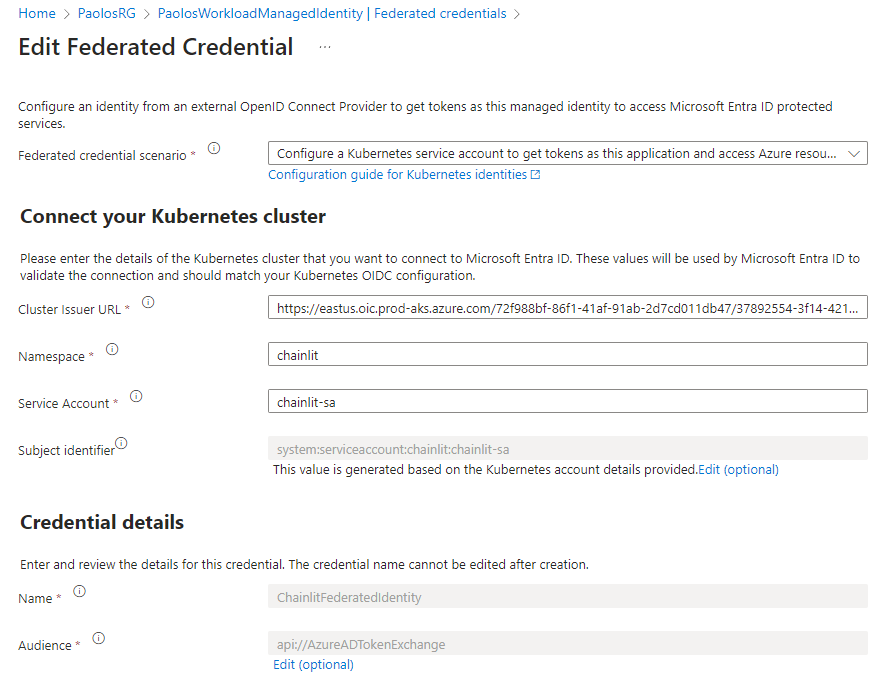 Home > PaolosRG > PaolosWorkloadManagedIdentity | Federated credentials >
Edit Federated Credential ...
Configure an identity from an external OpenID Connect Provider to get tokens as this managed identity to access Microsoft Entra ID protected
services.
Federated credential scenario *
Configure a Kubernetes service account to get tokens as this application and access Azure resou...
Configuration guide for Kubernetes identities
Connect your Kubernetes cluster
Please enter the details of the Kubernetes cluster that you want to connect to Microsoft Entra ID. These values will be used by Microsoft Entra ID to
validate the connection and should match your Kubernetes OIDC configuration.
Cluster Issuer URL *
https://eastus.oic.prod-aks.azure.com/72f988bf-86f1-41af-91ab-2d7cd011db47/37892554-3f14-421...
Namespace *
chainlit
Service Account *
chainlit-sa
Subject identifier
system:serviceaccount:chainlit:chainlit-sa
This value is generated based on the Kubernetes account details provided.Edit (optional)
Credential details
Enter and review the details for this credential. The credential name cannot be edited after creation.
Name *
ChainlitFederatedIdentity
Audience *
api://AzureADTokenExchange
Edit (optional)